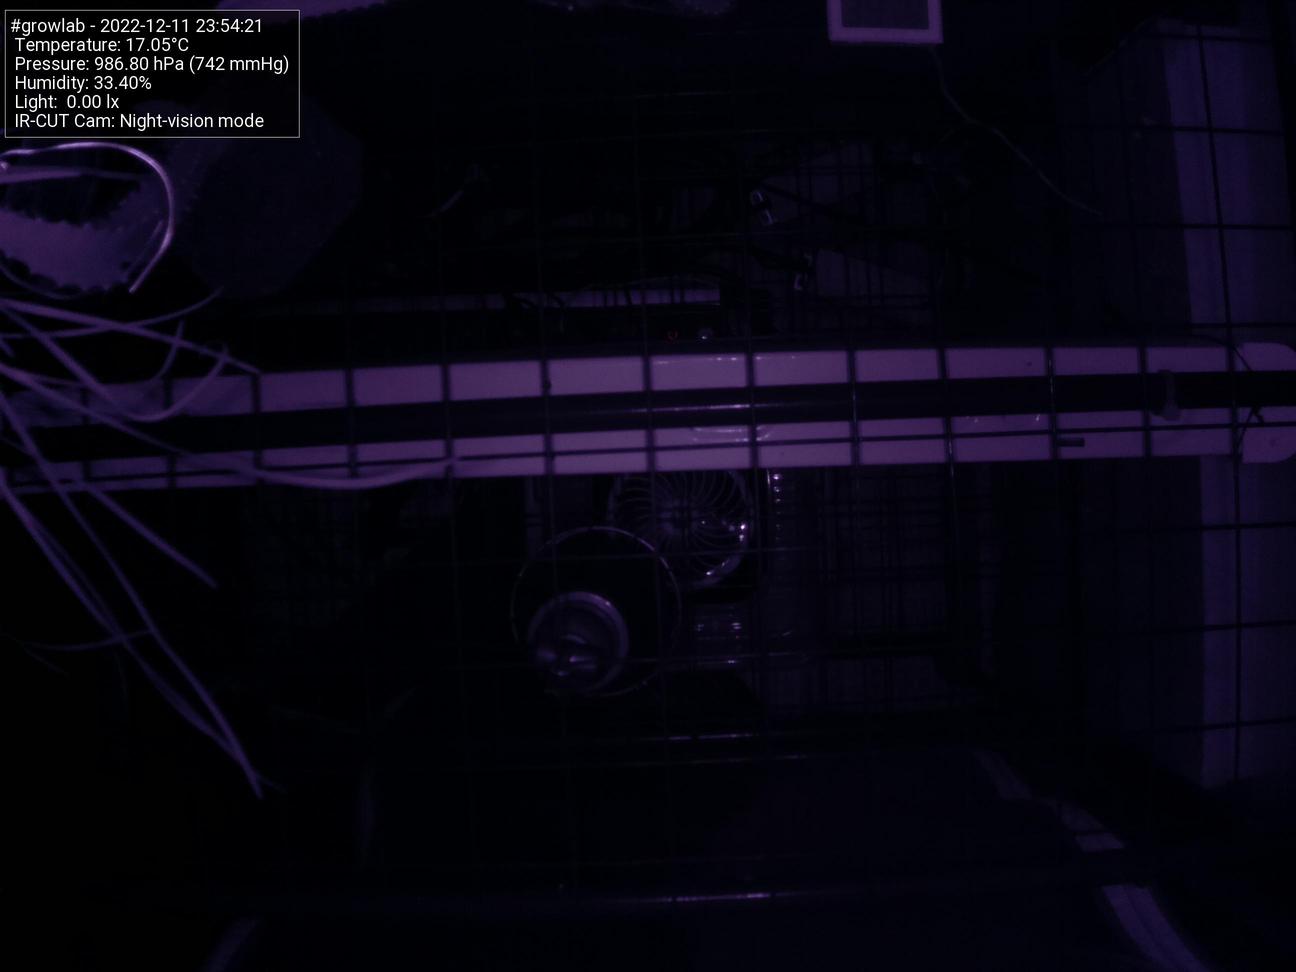 #growlab - 2022-12-11 23:54:21
Temperature: 17.05°C
Pressure: 986.80 hPa (742 mmHg)
Humidity: 33.40%
Light: 0.00 lx
IR-CUT Cam: Night-vision mode